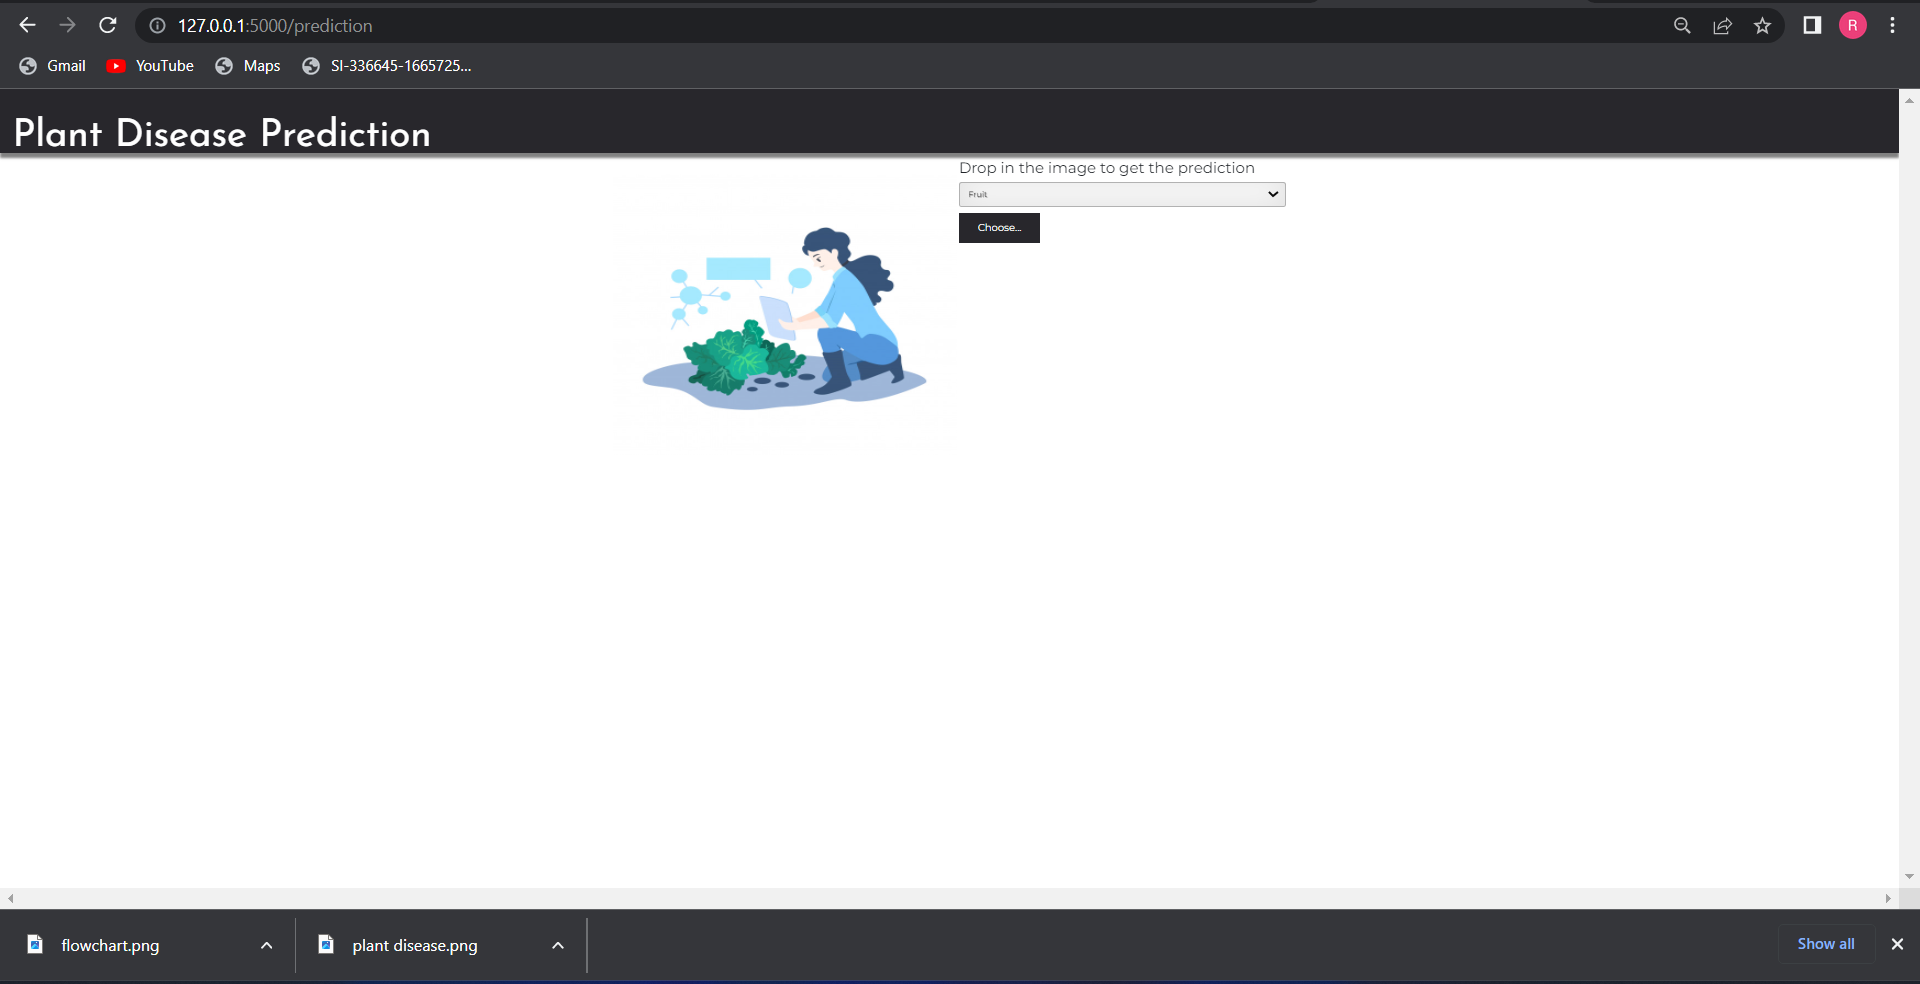 127.0.0.1:5000/prediction
R
Gmail YouTube Maps SI-336645-1665725...
Plant Disease Prediction
Drop in the image to get the prediction
Fruit
Choose...
flowchart.png plant disease.png Show all